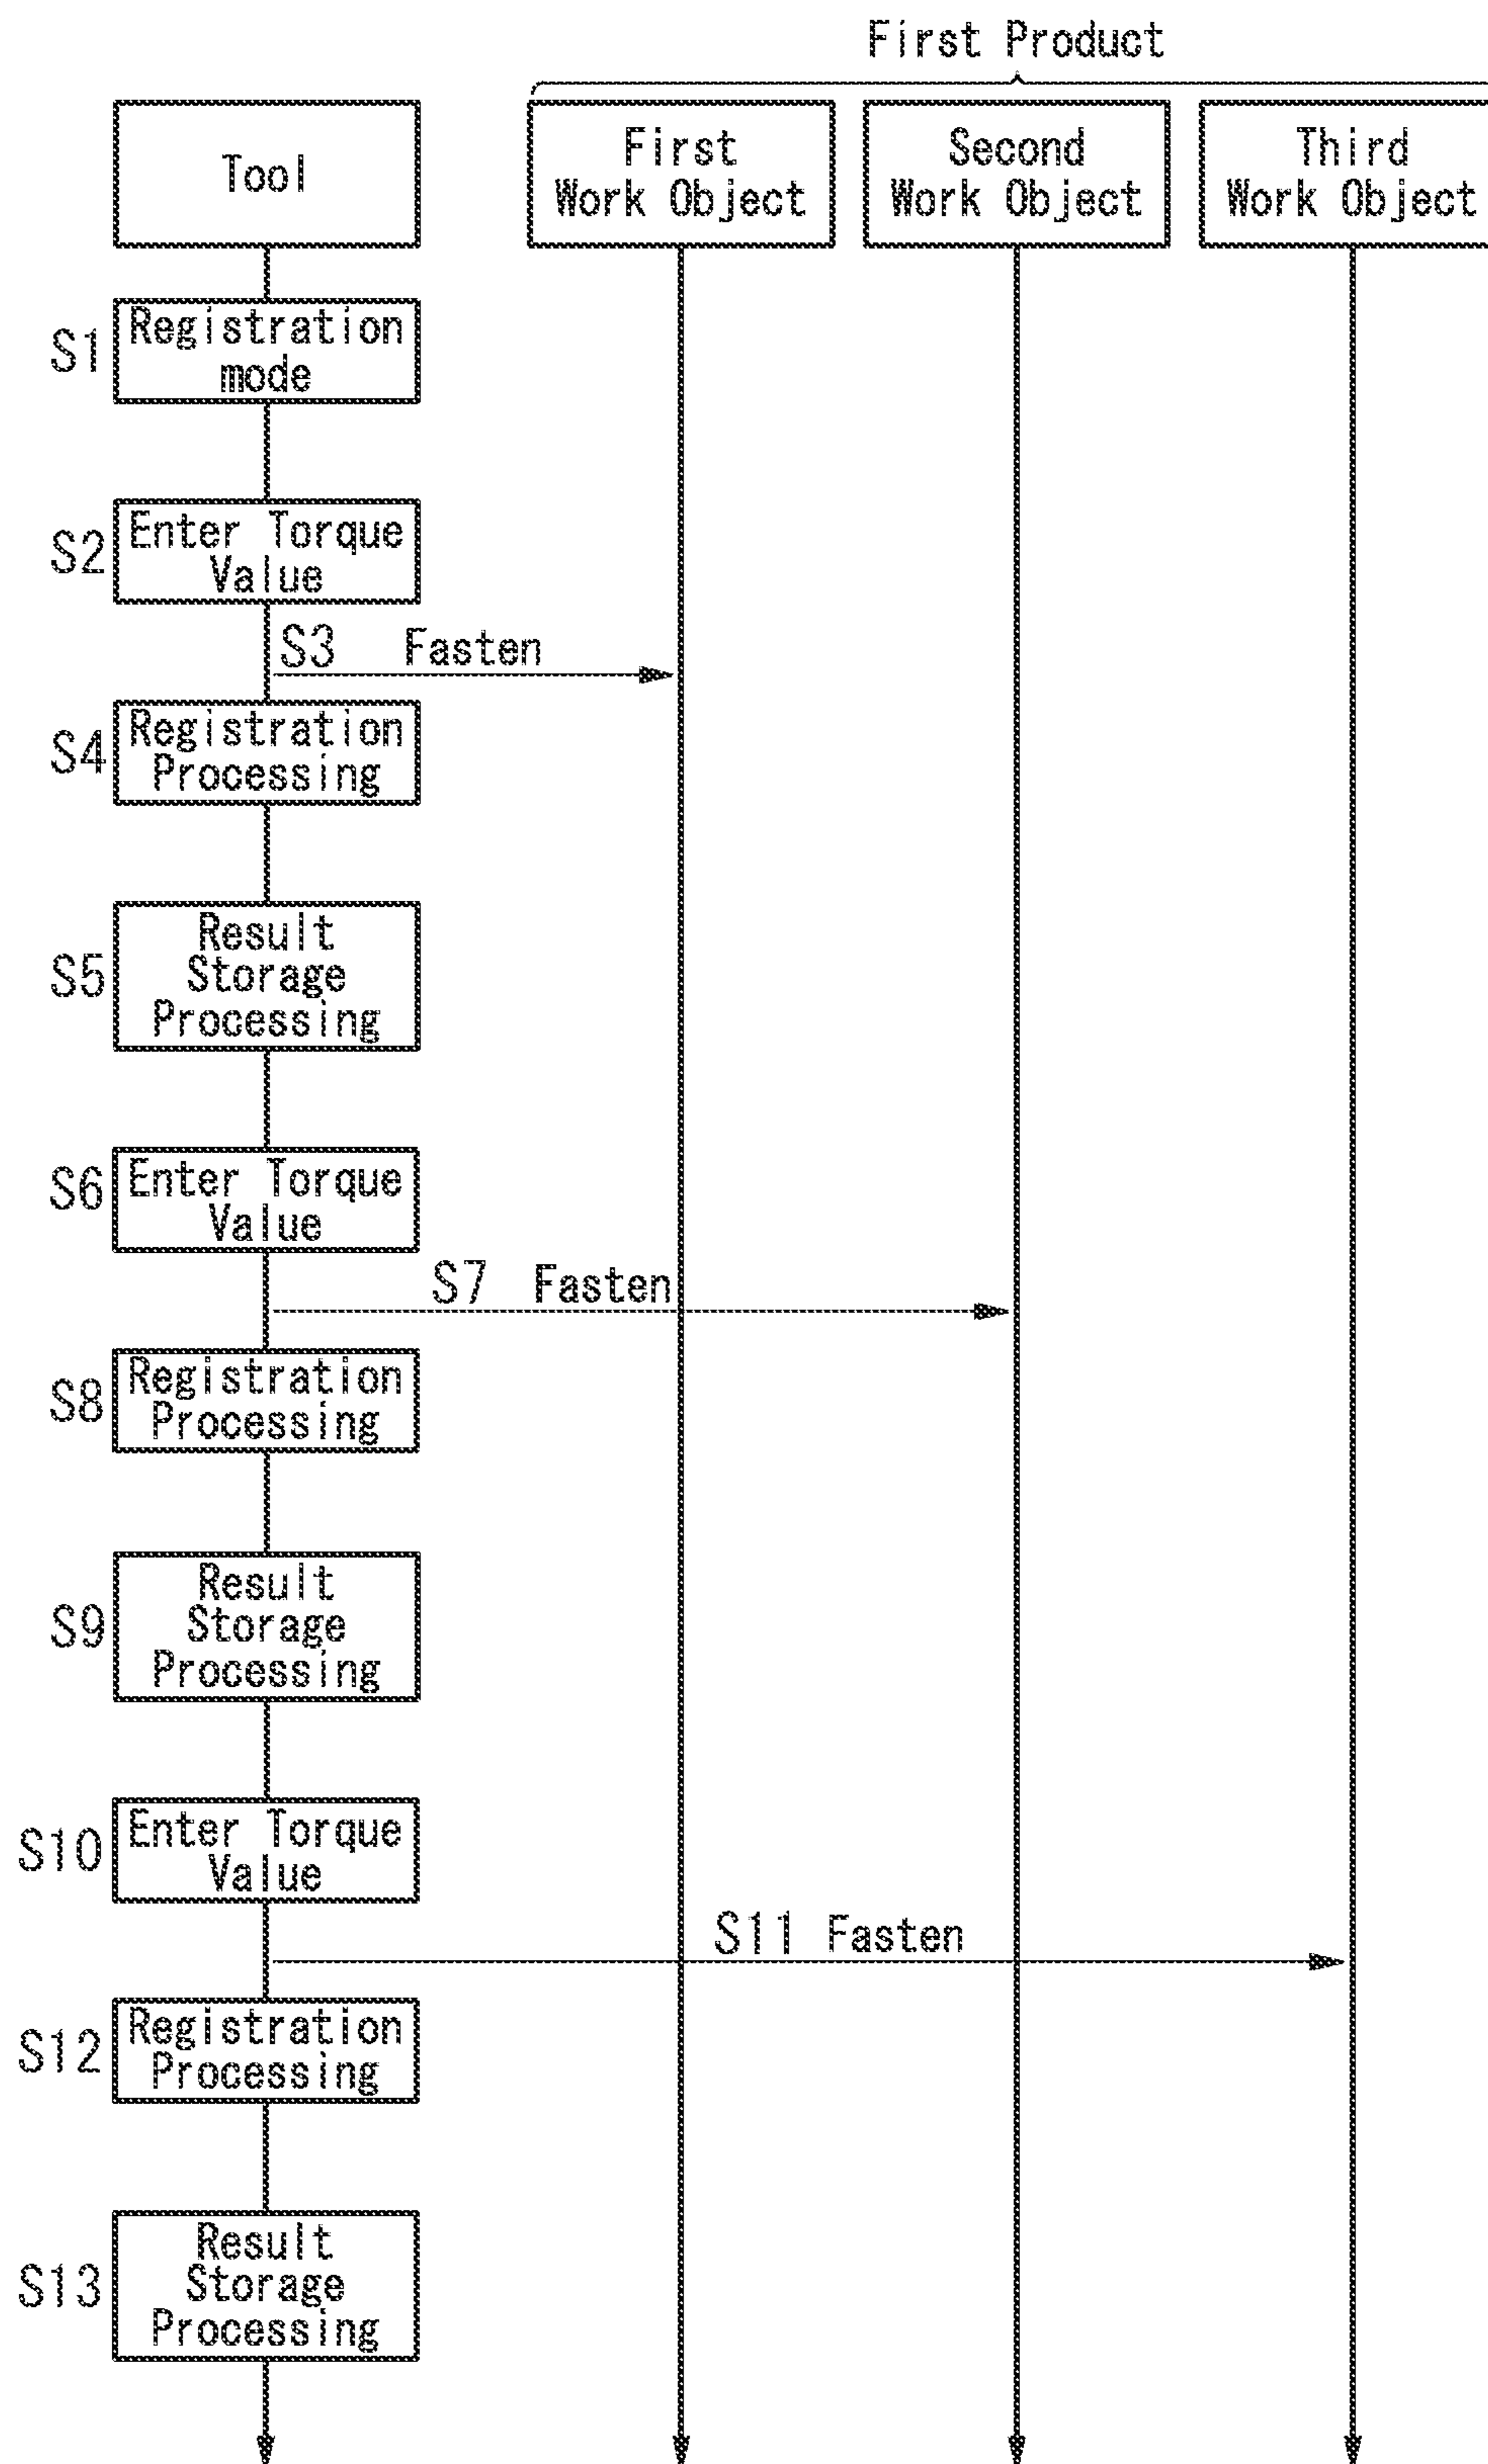 First Product
Tool
First
Work Object
Second
Work Object
Third
Work Object
S1
Registration
mode
S2
Enter Torque
Value
S3 Fasten
S4
Registration
Processing
S5
Result
Storage
Processing
S6
Enter Torque
Value
S7 Fasten
S8
Registration
Processing
S9
Result
Storage
Processing
S10
Enter Torque
Value
S11 Fasten
S12
Registration
Processing
S13
Result
Storage
Processing